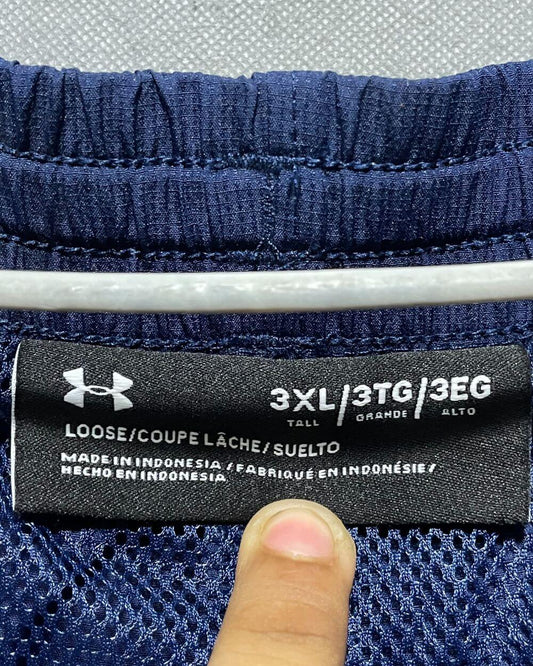 3XL/3TG/3EG
TALL GRANDE ALTO
LOOSE/COUPE LÂCHE/SUELTO
MADE IN INDONESIA/FABRIQUÉ EN INDONÉSIE/
HECHO EN INDONESIA